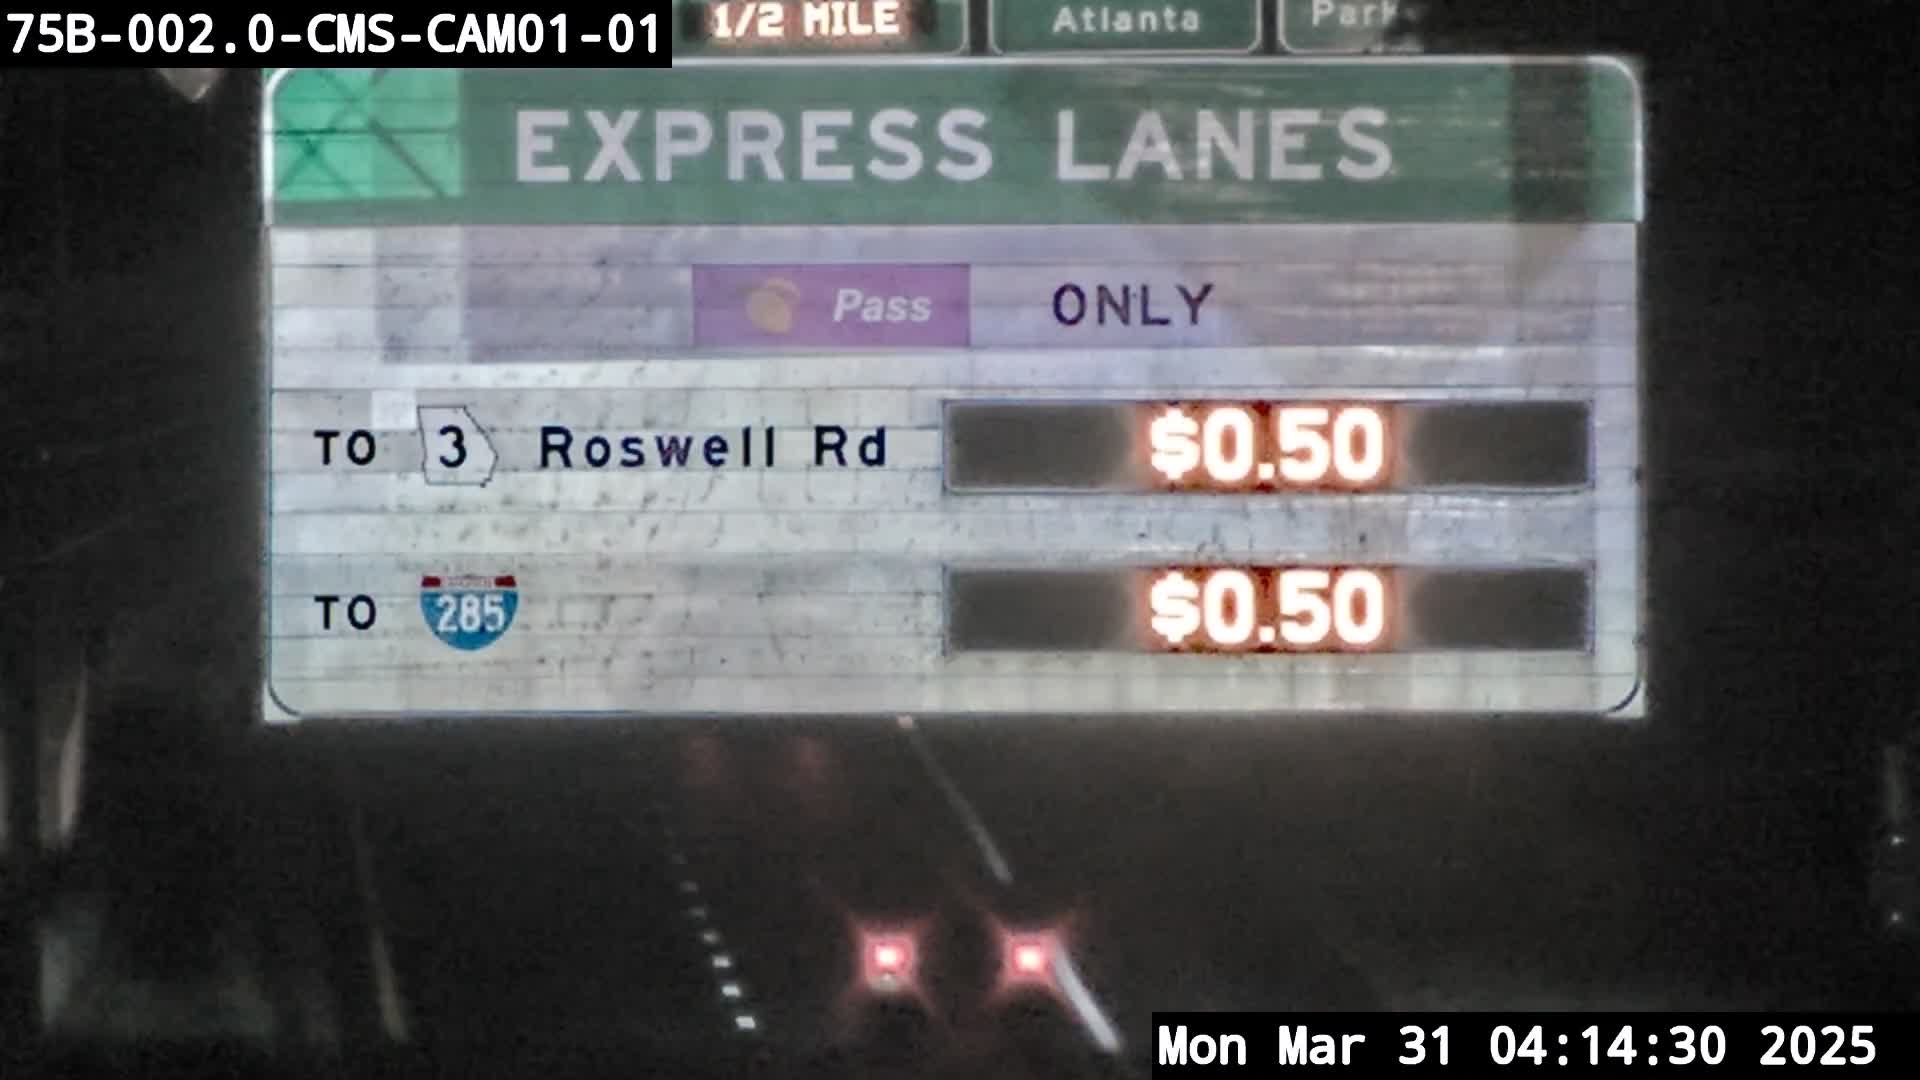 75B-002.0-CMS-CAM01-01
1/2 MILE
Atlanta
Park
EXPRESS LANES
Pass ONLY
TO 3 Roswell Rd $0.50
TO 285 $0.50
Mon Mar 31 04:14:30 2025